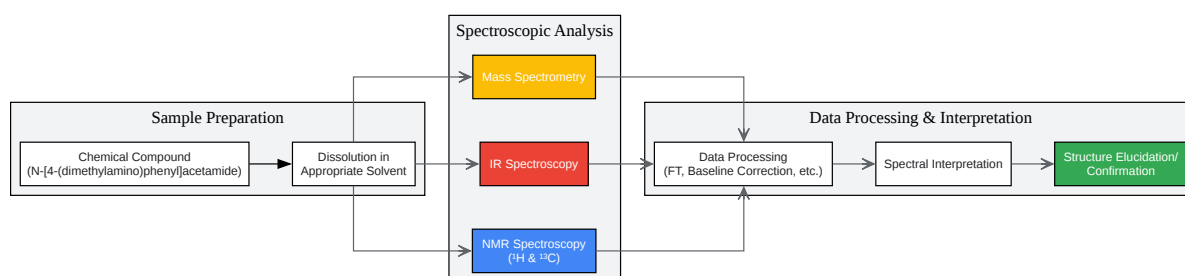 Spectroscopic Analysis
Mass Spectrometry
Sample Preparation
Data Processing & Interpretation
Chemical Compound
(N-[4-(dimethylamino)phenyl]acetamide)
Dissolution in
Appropriate Solvent
IR Spectroscopy
Data Processing
(FT, Baseline Correction, etc.)
Spectral Interpretation
Structure Elucidation/
Confirmation
NMR Spectroscopy
(¹H & ¹³C)